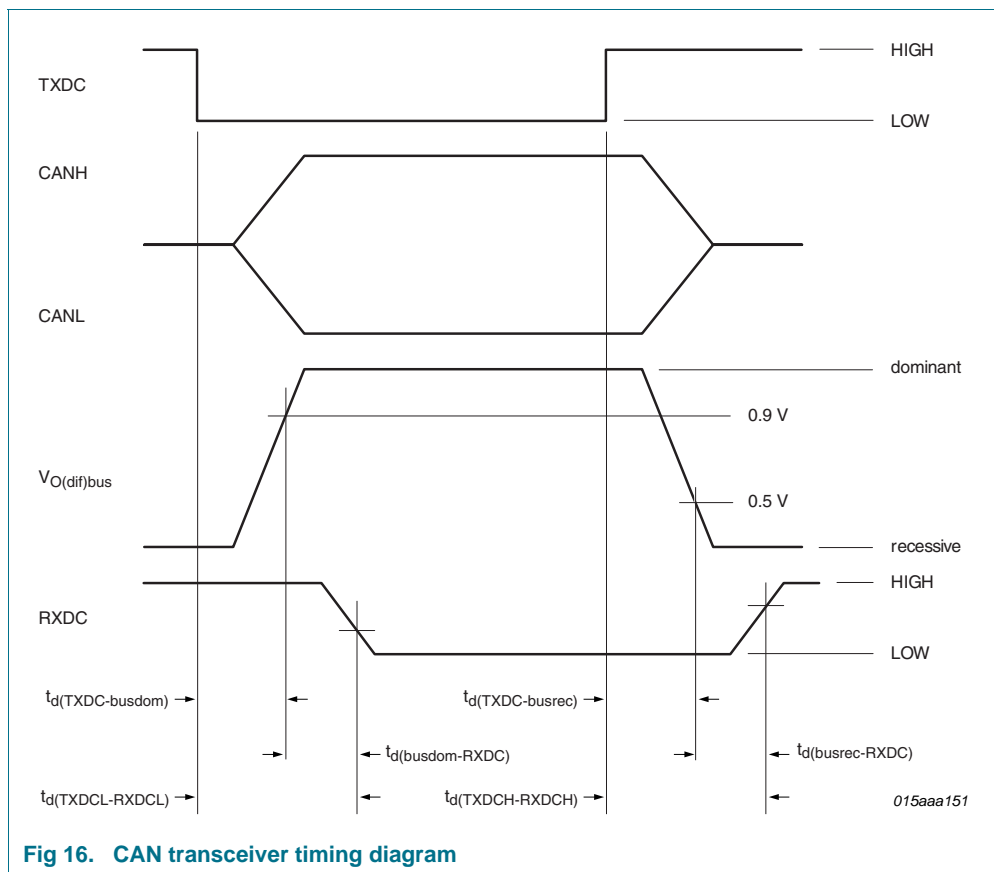 HIGH
TXDC
LOW
CANH
CANL
dominant
0.9 V
VO(dif)bus
0.5 V
recessive
HIGH
RXDC
LOW
td(TXDC-busdom)
td(TXDC-busrec)
td(busdom-RXDC)
td(busrec-RXDC)
td(TXDCL-RXDCL)
td(TXDCH-RXDCH)
015aaa151
Fig 16. CAN transceiver timing diagram